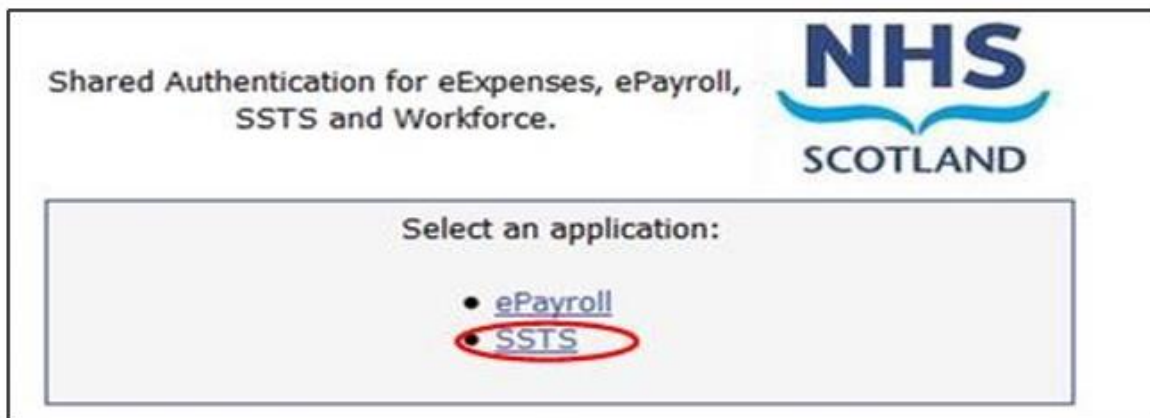 Shared Authentication for eExpenses, ePayroll,
SSTS and Workforce.
NHS
SCOTLAND
Select an application:
• ePayroll
• SSTS